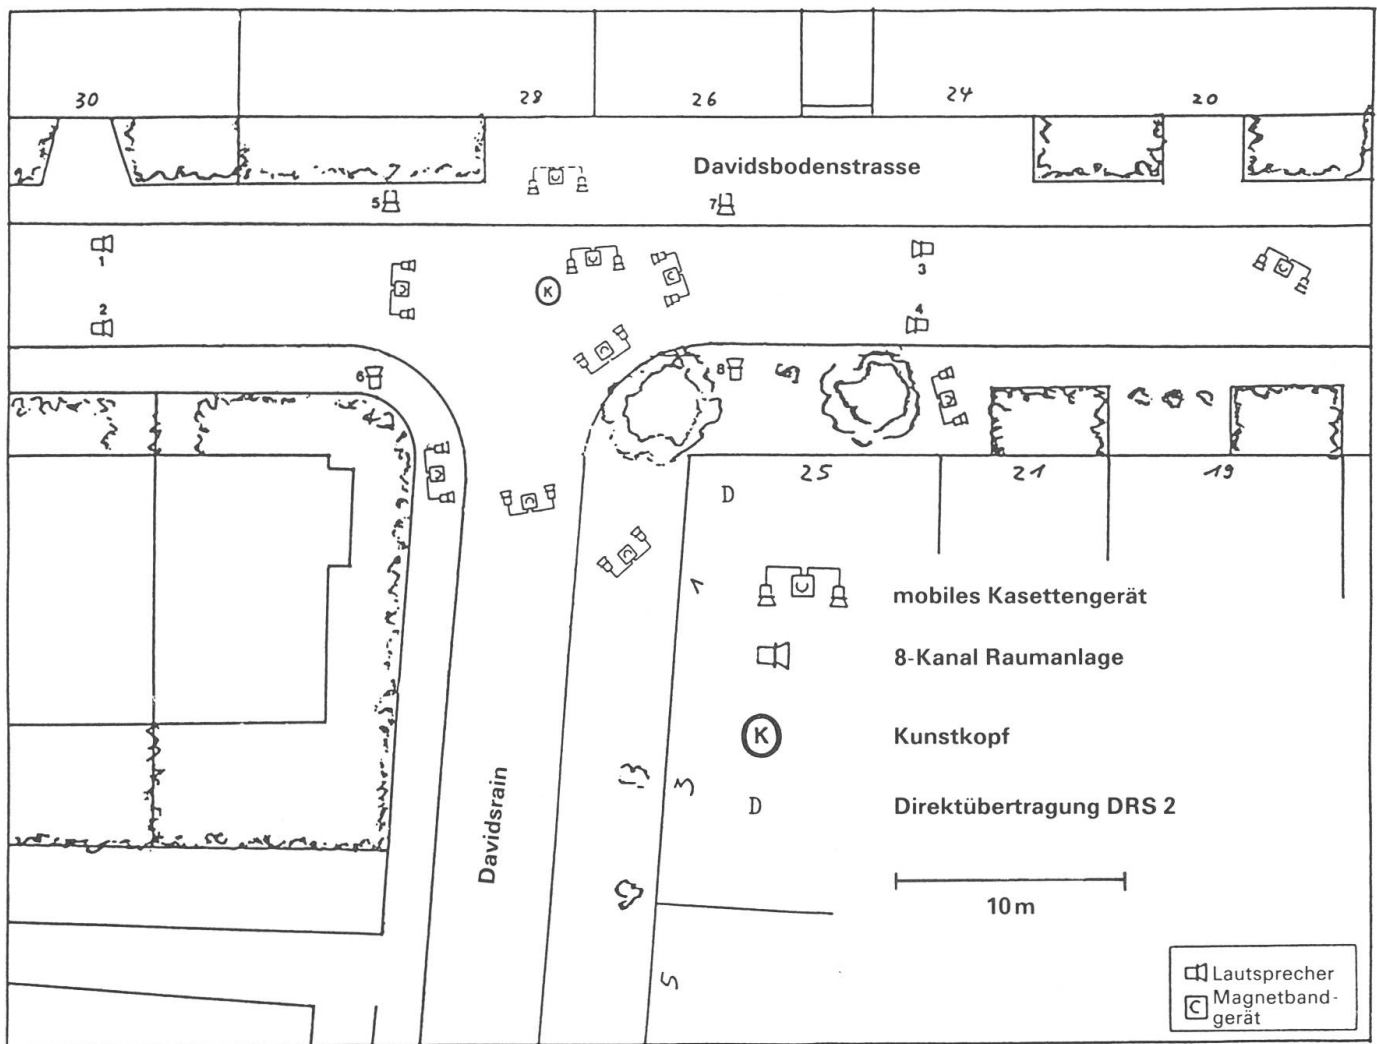 30
28
26
24
20
Davidsbodenstrasse
C
5
7
1
C
C
C
C
3
C
K
2
C
4
6
8
C
C
25
21
19
C
D
C
1
C
mobiles Kasettengerät
8-Kanal Raumanlage
K
Kunstkopf
3
D
Direktübertragung DRS 2
Davidsrain
10 m
5
Lautsprecher
C
Magnetband-
gerät